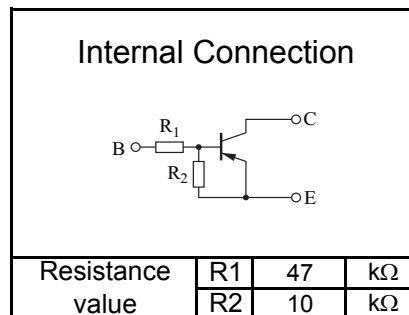 Internal Connection
C
R1
B
R2
E
Resistance value R1 47 kΩ
R2 10 kΩ